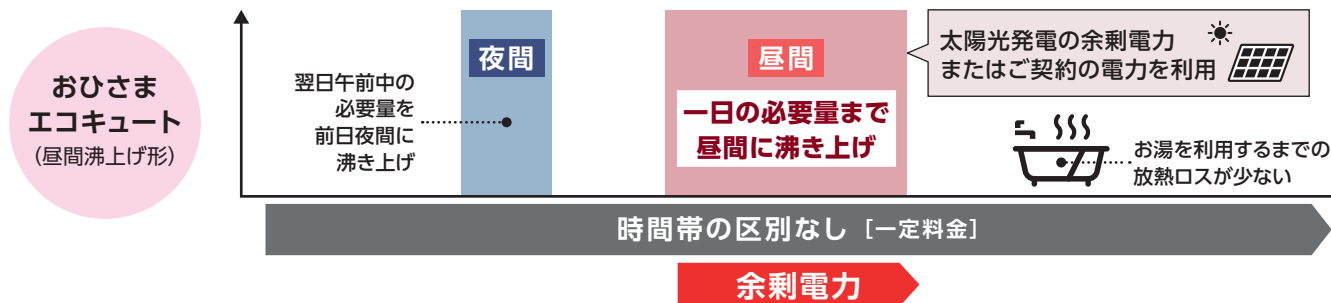 おひさま
エコキュート
（昼間沸上げ形）
翌日午前中の
必要量を
前日夜間に
沸き上げ
夜間
昼間
一日の必要量まで
昼間に沸き上げ
太陽光発電の余剰電力
またはご契約の電力を利用
お湯を利用するまでの
放熱ロスが少ない
時間帯の区別なし［一定料金］
余剰電力